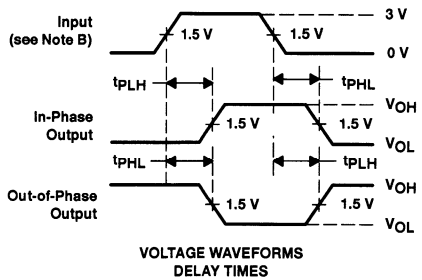 Input
(see Note B)
1.5 V
1.5 V
3 V
0 V
tPLH
tPHL
In-Phase
Output
1.5 V
1.5 V
VOH
VOL
tPHL
tPLH
Out-of-Phase
Output
1.5 V
1.5 V
VOH
VOL
VOLTAGE WAVEFORMS
DELAY TIMES